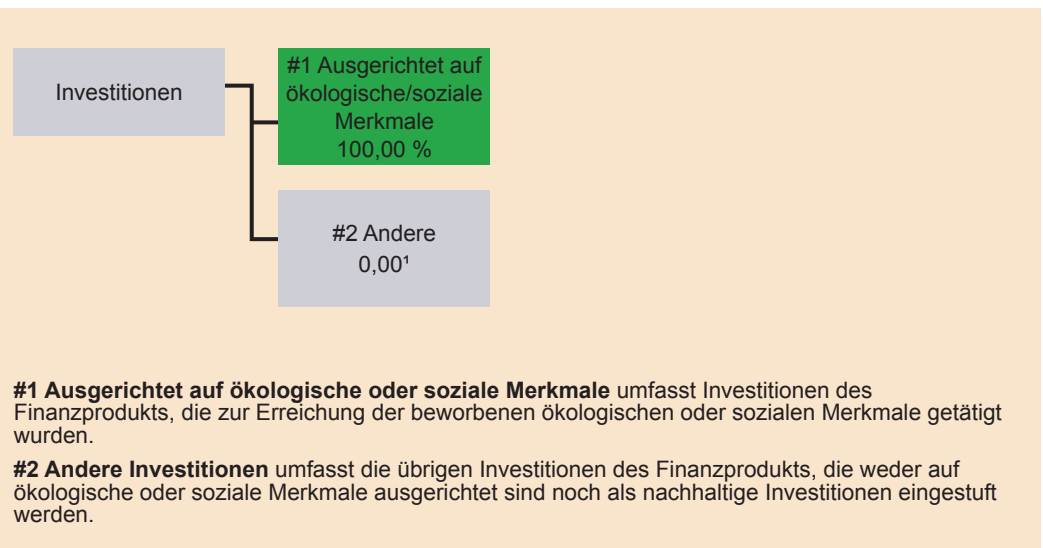 Investitionen
#1 Ausgerichtet auf
ökologische/soziale
Merkmale
100,00 %
#2 Andere
0,00¹
#1 Ausgerichtet auf ökologische oder soziale Merkmale umfasst Investitionen des
Finanzprodukts, die zur Erreichung der beworbenen ökologischen oder sozialen Merkmale getätigt
wurden.
#2 Andere Investitionen umfasst die übrigen Investitionen des Finanzprodukts, die weder auf
ökologische oder soziale Merkmale ausgerichtet sind noch als nachhaltige Investitionen eingestuft
werden.